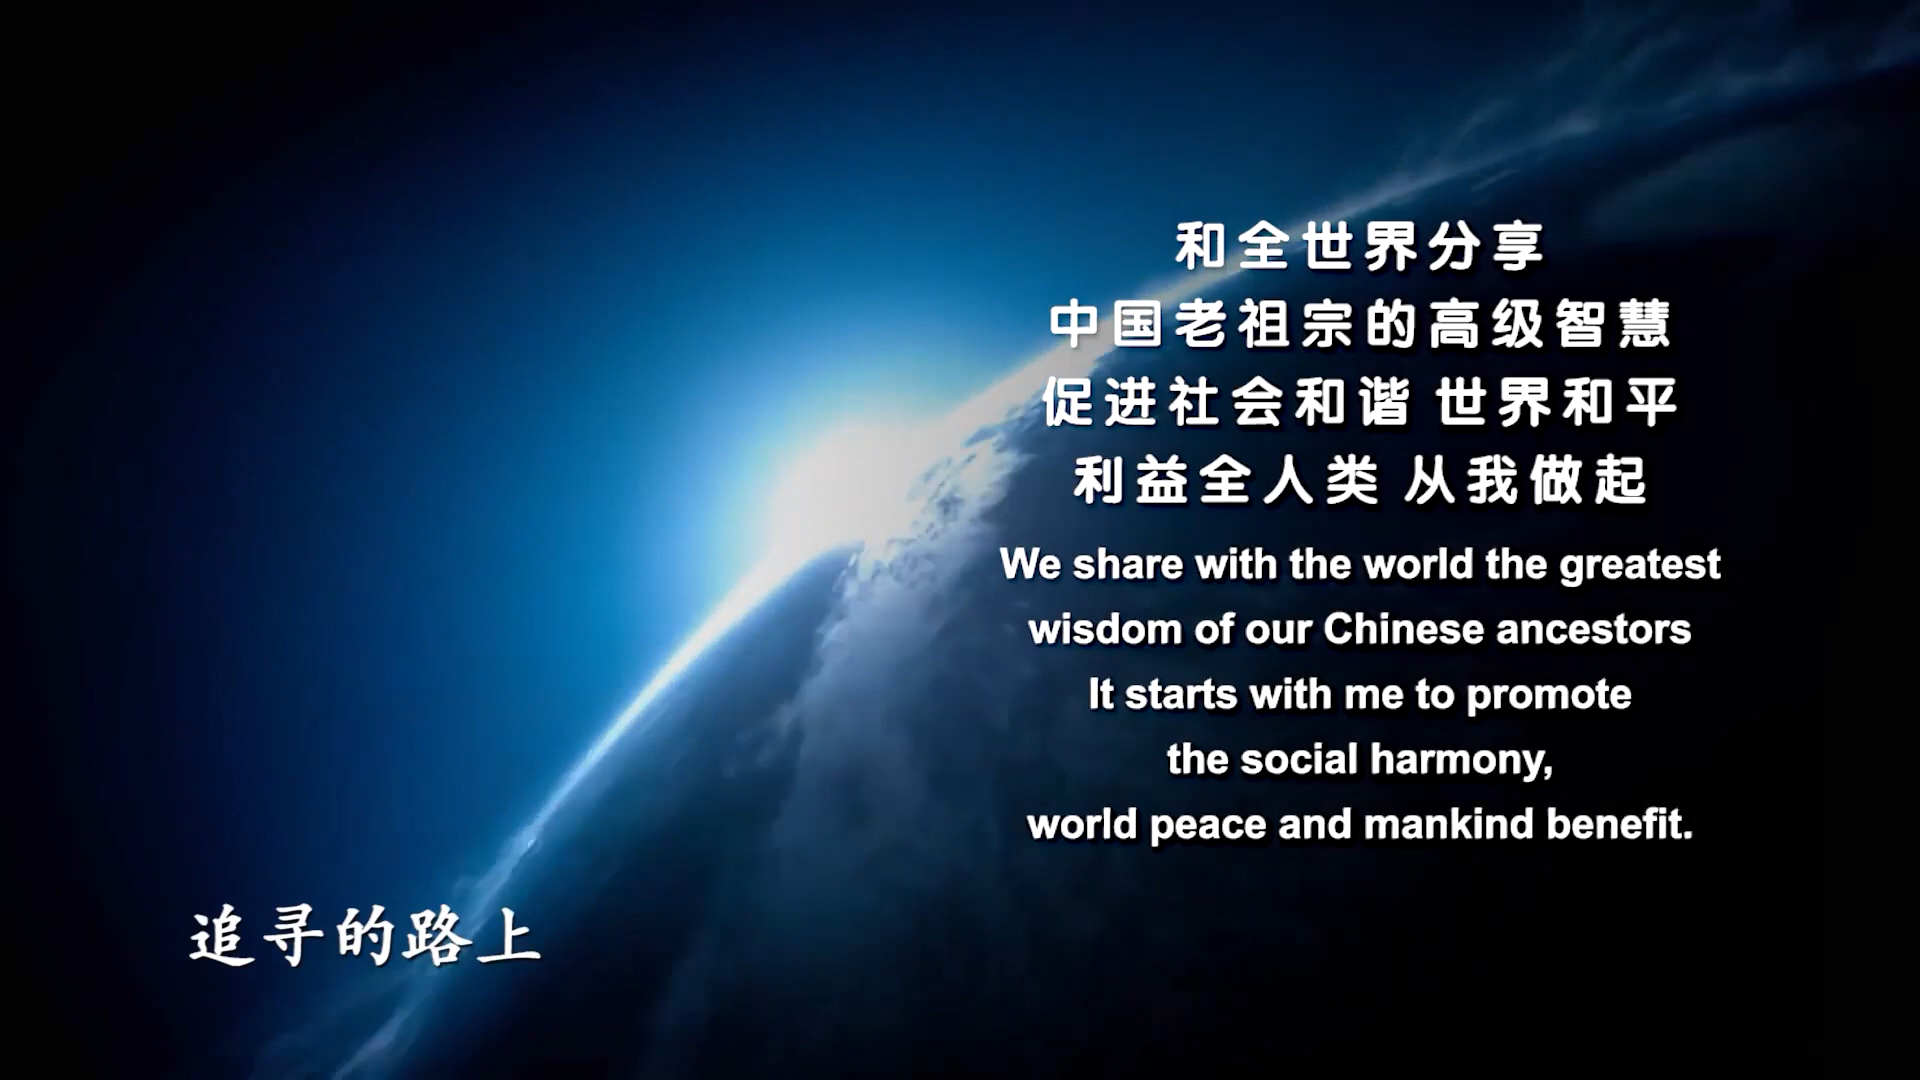 和全世界分享
中国老祖宗的高级智慧
促进社会和谐 世界和平
利益全人类 从我做起
We share with the world the greatest
wisdom of our Chinese ancestors
It starts with me to promote
the social harmony,
world peace and mankind benefit.
追寻的路上